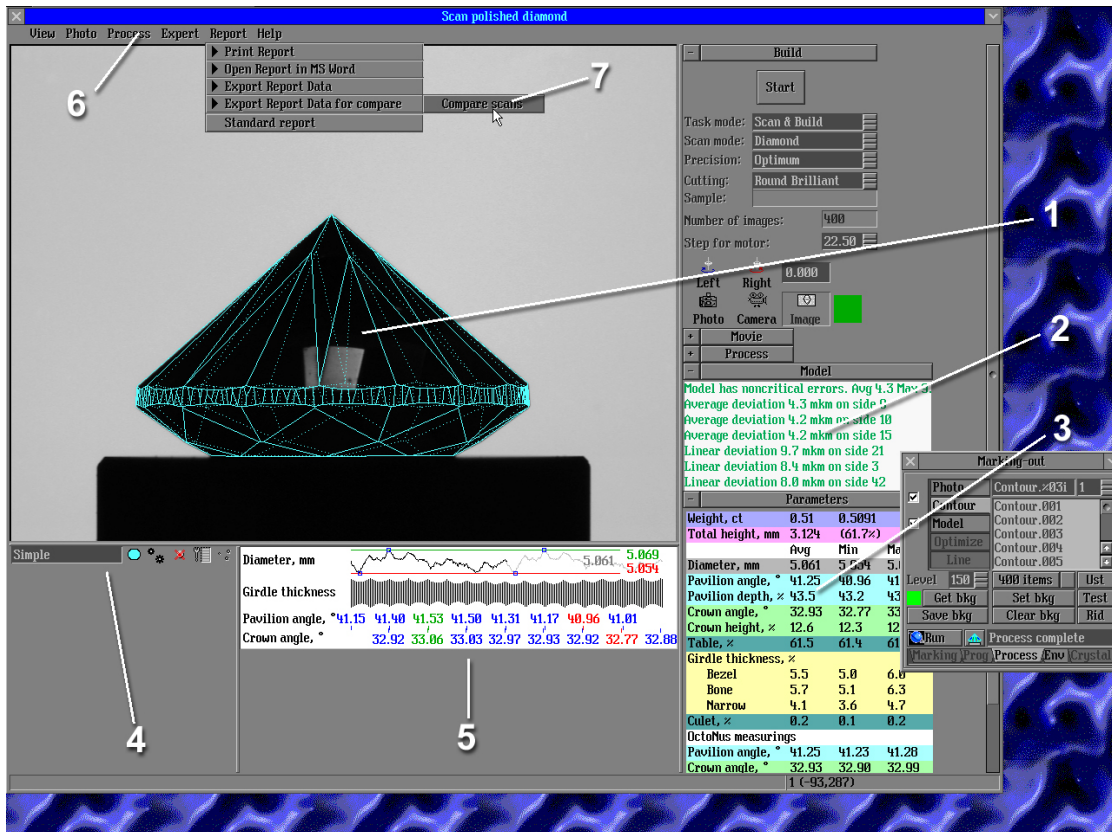 Scan polished diamond
View Photo Process Expert Report Help
Print Report
Open Report in MS Word
Export Report Data
Export Report Data for compare
Compare scans
Standard report
6
7
Build
Start
Task mode: Scan & Build
Scan mode: Diamond
Precision: Optimum
Cutting: Round Brilliant
Sample:
Number of images: 400
Step for motor: 22.50
Left Right 0.000
Photo Camera Image
1
+ Movie
+ Process
- Model
2
Model has noncritical errors. Avg 4.3
Average deviation 4.3 mkm on side 9
Average deviation 4.2 mkm on side 10
Average deviation 4.2 mkm on side 15
Linear deviation 9.7 mkm on side 21
Linear deviation 8.4 mkm on side 3
Linear deviation 8.0 mkm on side 42
3
- Parameters
Weight, ct 0.51 0.5091
Total height, mm 3.124 (61.7%)
Avg Min
Diameter, mm 5.061 5.054
Pavilion angle, ° 41.25 40.96 41
Pavilion depth, % 43.5 43.2 43
Crown angle, ° 32.93 32.77 33
Crown height, % 12.6 12.3 12
Table, % 61.5 61.4 61
Girdle thickness, %
Bezel 5.5 5.0 6.0
Bone 5.7 5.1 6.3
Narrow 4.1 3.6 4.7
Culet, % 0.2 0.1 0.2
OctoNus measurings
Pavilion angle, ° 41.25 41.23 41.28
Crown angle, ° 32.93 32.90 32.99
Marking-out
Photo Contour.%03i 1
Contour Contour.001
Contour.002
Model Contour.003
Optimize Contour.004
Line Contour.005
Level 150 400 items Ust
Get bkg Set bkg Test
Save bkg Clear bkg Rid
Run Process complete
Marking Prog Process Env Crystal
Simple
4
Diameter, mm 5.061 5.069
5.054
Girdle thickness
Pavilion angle, ° 41.15 41.40 41.53 41.50 41.31 41.17 40.96 41.01
Crown angle, ° 32.92 33.06 33.03 32.97 32.93 32.92 32.77 32.88
5
1 (-93,287)